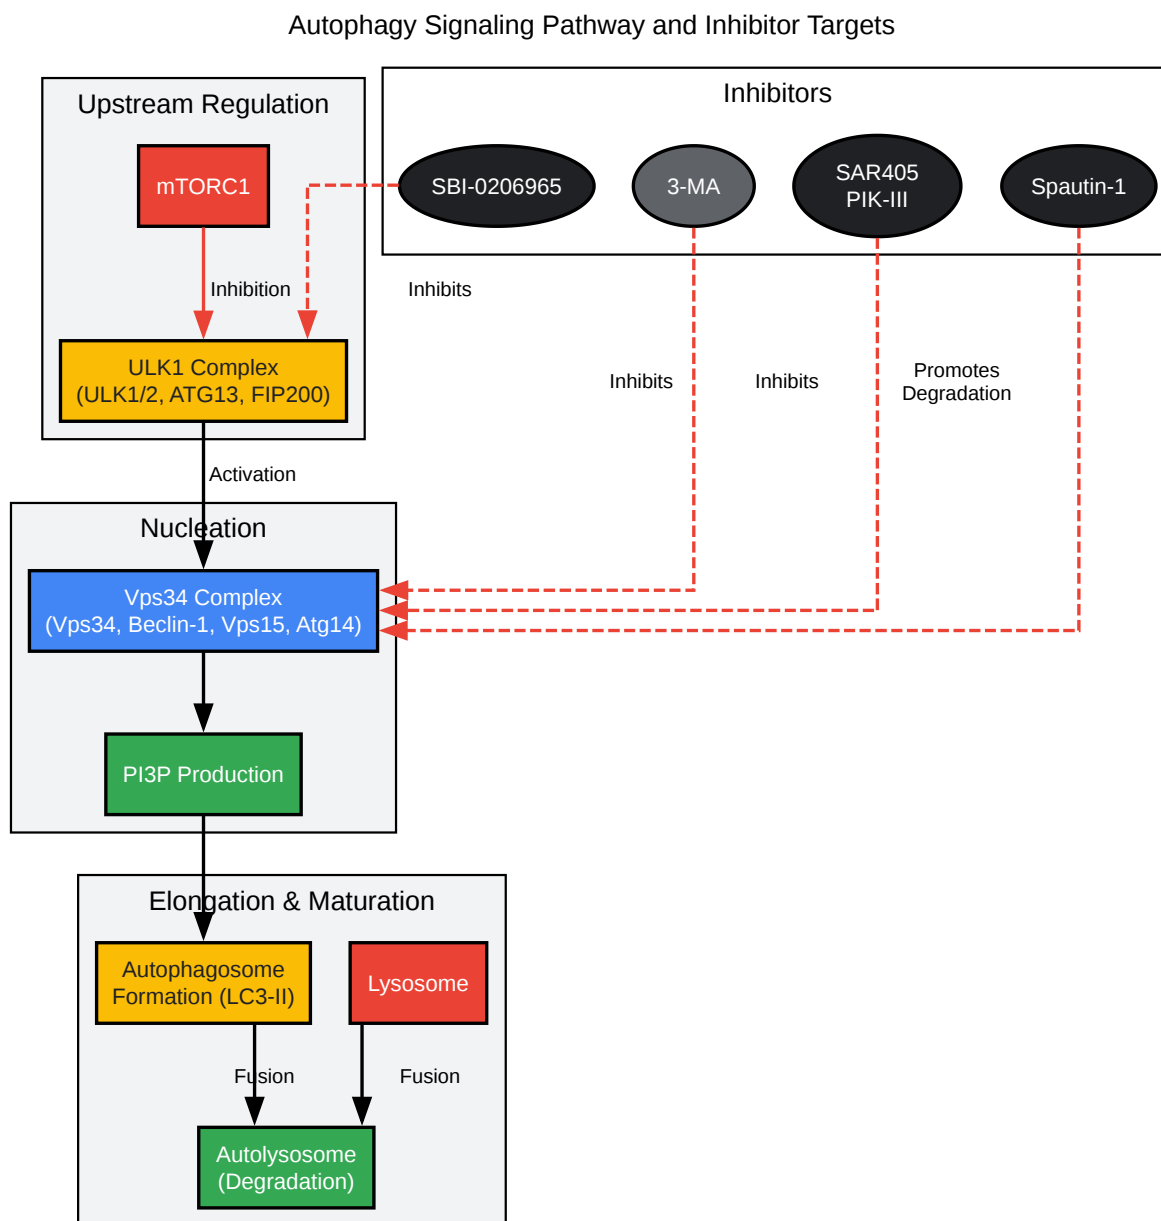 Autophagy Signaling Pathway and Inhibitor Targets
Upstream Regulation
Inhibitors
mTORC1
SBI-0206965
3-MA
SAR405
PIK-III
Spautin-1
Inhibition
Inhibits
ULK1 Complex
(ULK1/2, ATG13, FIP200)
Inhibits
Inhibits
Promotes
Degradation
Activation
Nucleation
Vps34 Complex
(Vps34, Beclin-1, Vps15, Atg14)
PI3P Production
Elongation & Maturation
Autophagosome
Formation (LC3-II)
Lysosome
Fusion
Fusion
Autolysosome
(Degradation)